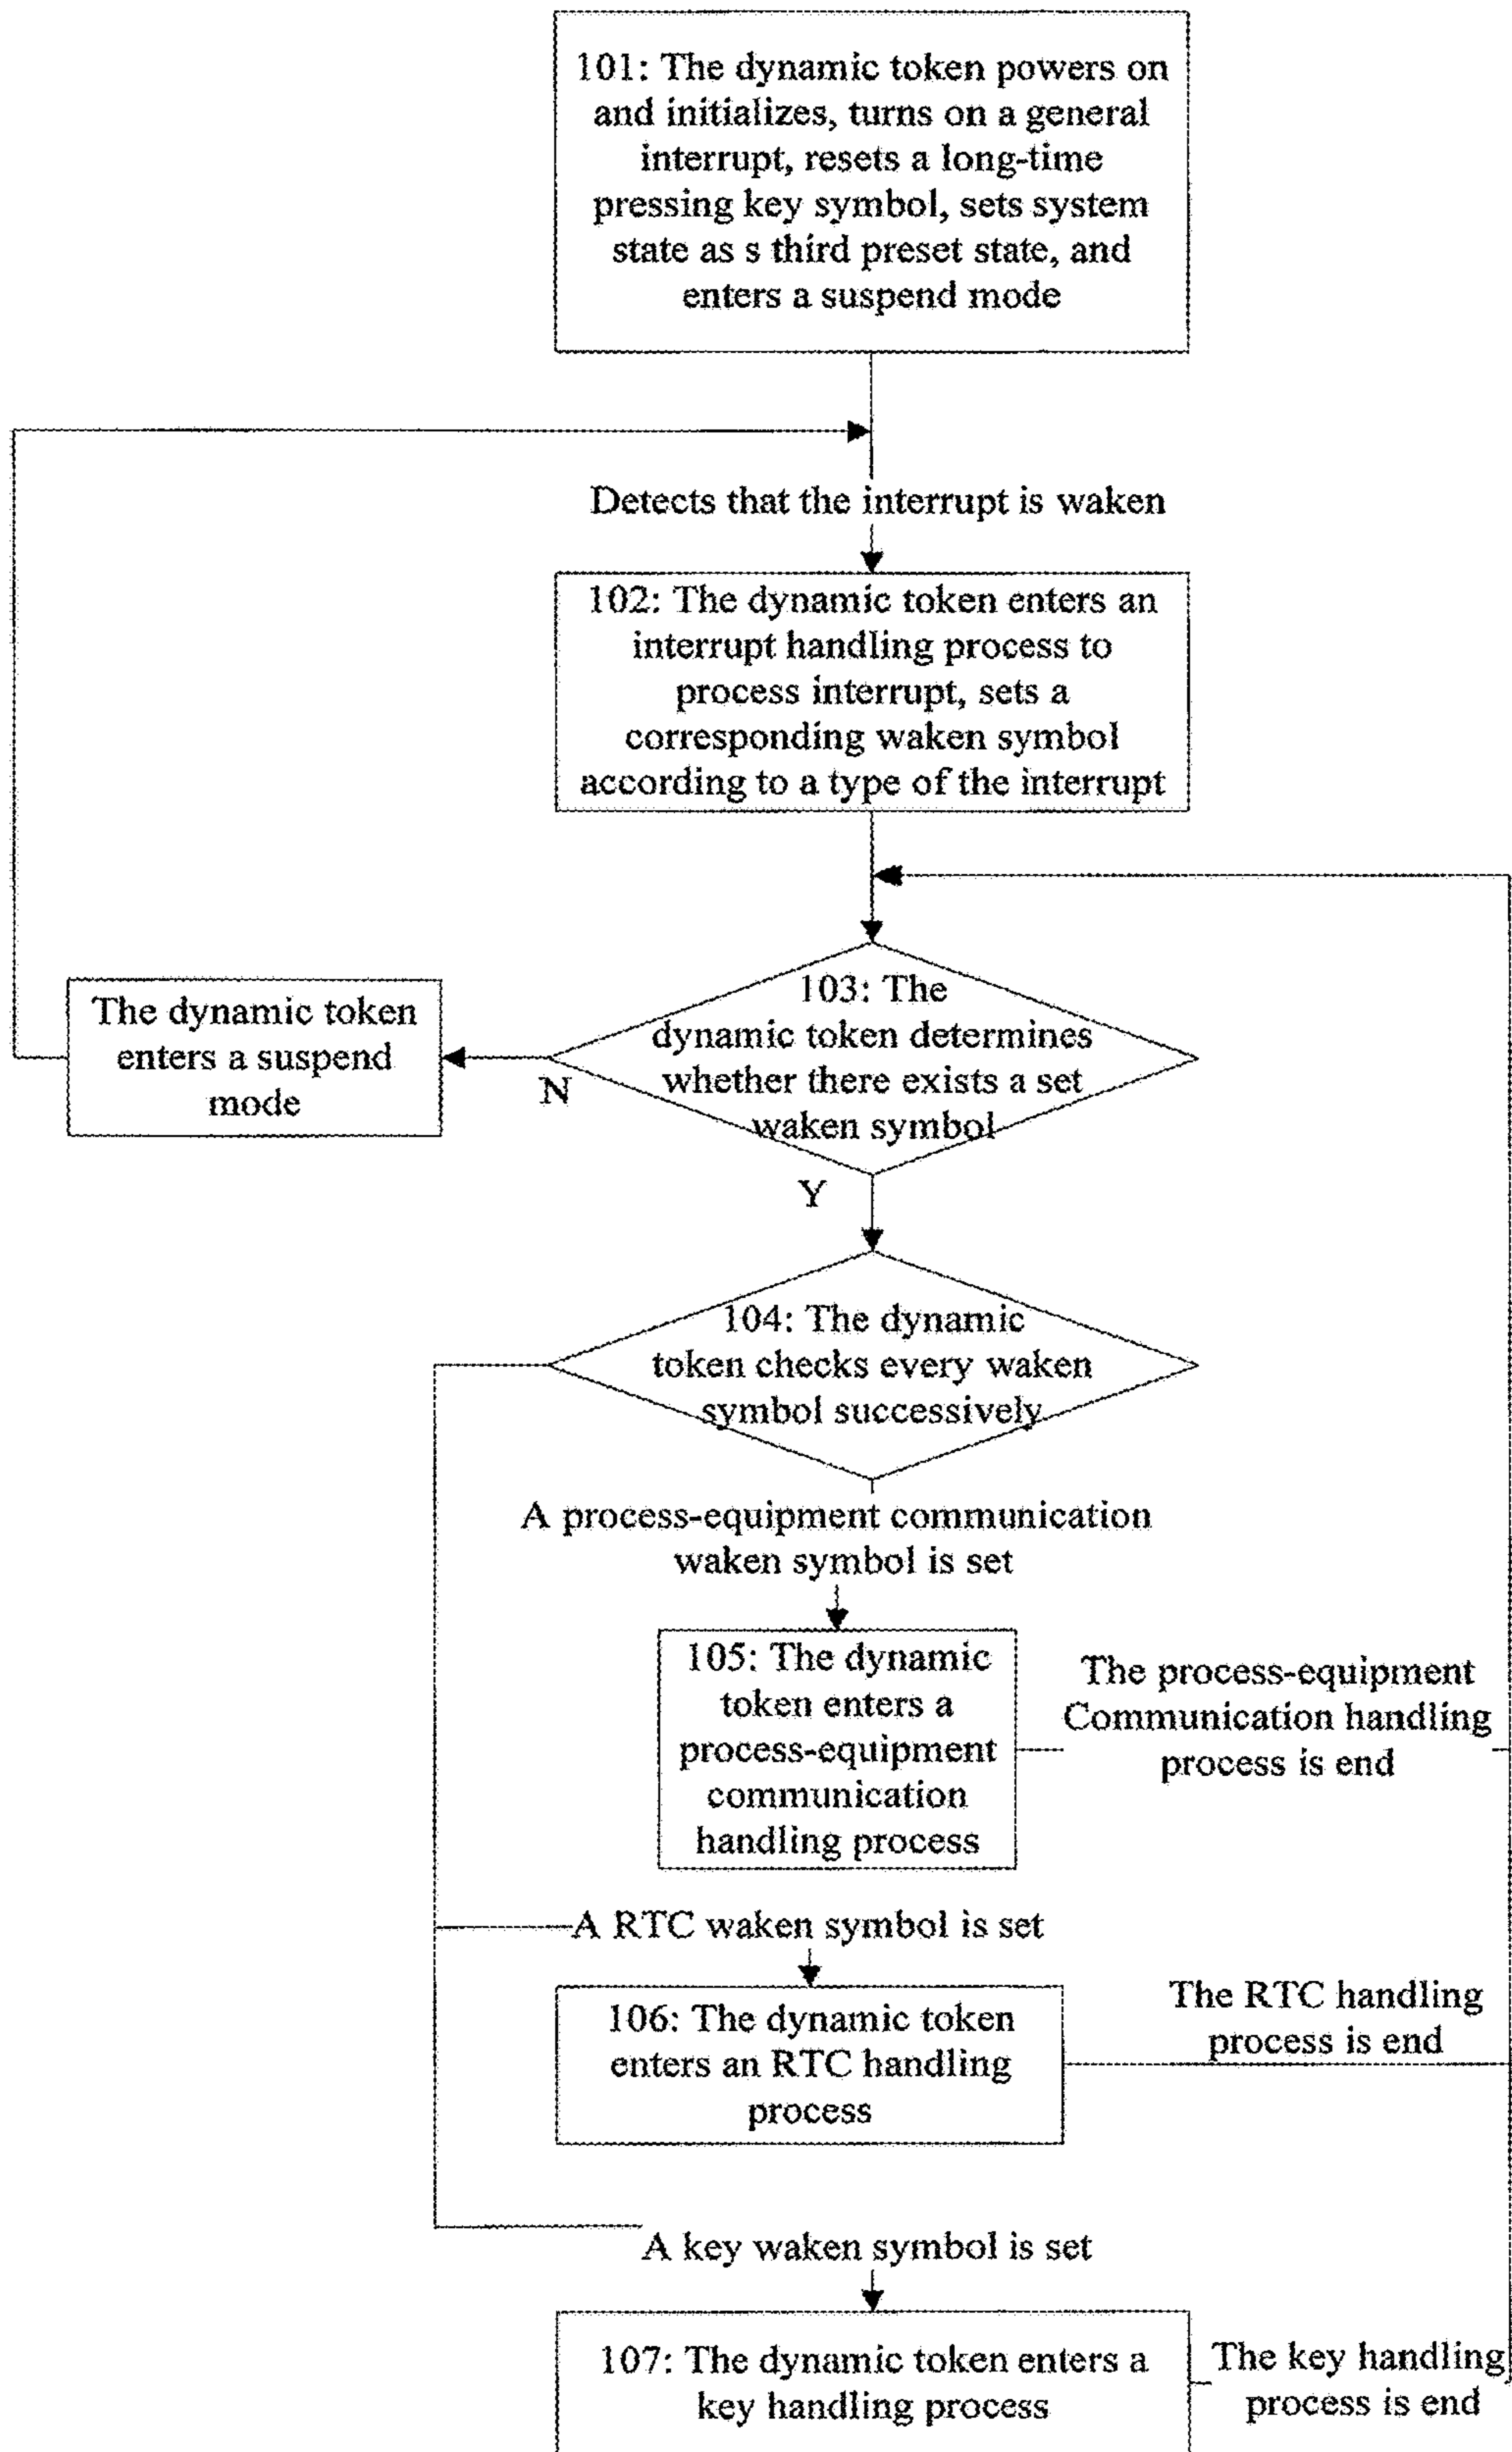 101: The dynamic token powers on
and initializes, turns on a general
interrupt, resets a long-time
pressing key symbol, sets system
state as s third preset state, and
enters a suspend mode
Detects that the interrupt is waken
102: The dynamic token enters an
interrupt handling process to
process interrupt, sets a
corresponding waken symbol
according to a type of the interrupt
103: The
dynamic token determines
whether there exists a set
waken symbol
N
The dynamic token
enters a suspend
mode
Y
104: The dynamic
token checks every waken
symbol successively
A process-equipment communication
waken symbol is set
105: The dynamic
token enters a
process-equipment
communication
handling process
The process-equipment
Communication handling
process is end
A RTC waken symbol is set
106: The dynamic token
enters an RTC handling
process
The RTC handling
process is end
A key waken symbol is set
107: The dynamic token enters a
key handling process
The key handling
process is end